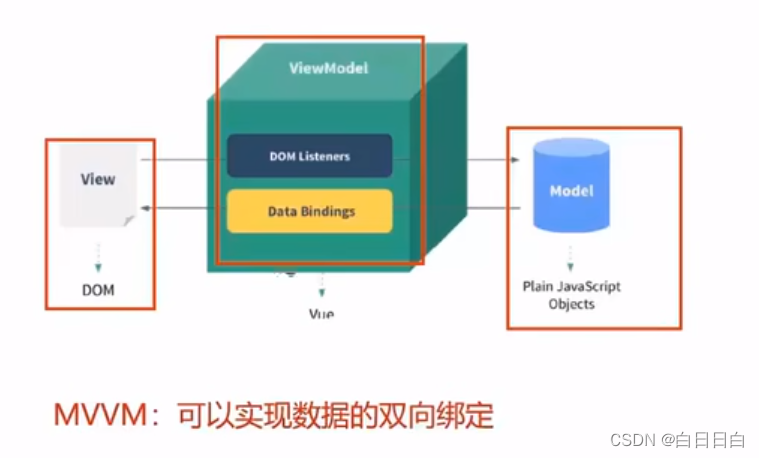 ViewModel
DOM Listeners
View
Model
Data Bindings
DOM
Plain JavaScript
Objects
Vue
MVVM：可以实现数据的双向绑定
CSDN @白日日白